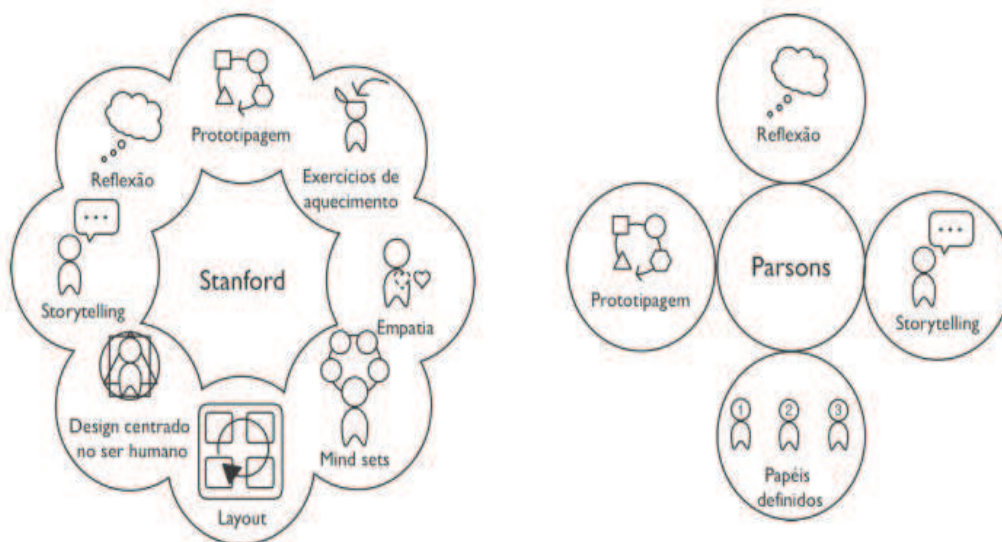 Prototipagem
Exercícios de
aquecimento
Empatia
Mind sets
Layout
Design centrado
no ser humano
Storytelling
Reflexão
Stanford
Reflexão
Storytelling
1 2 3
Papéis
definidos
Prototipagem
Parsons